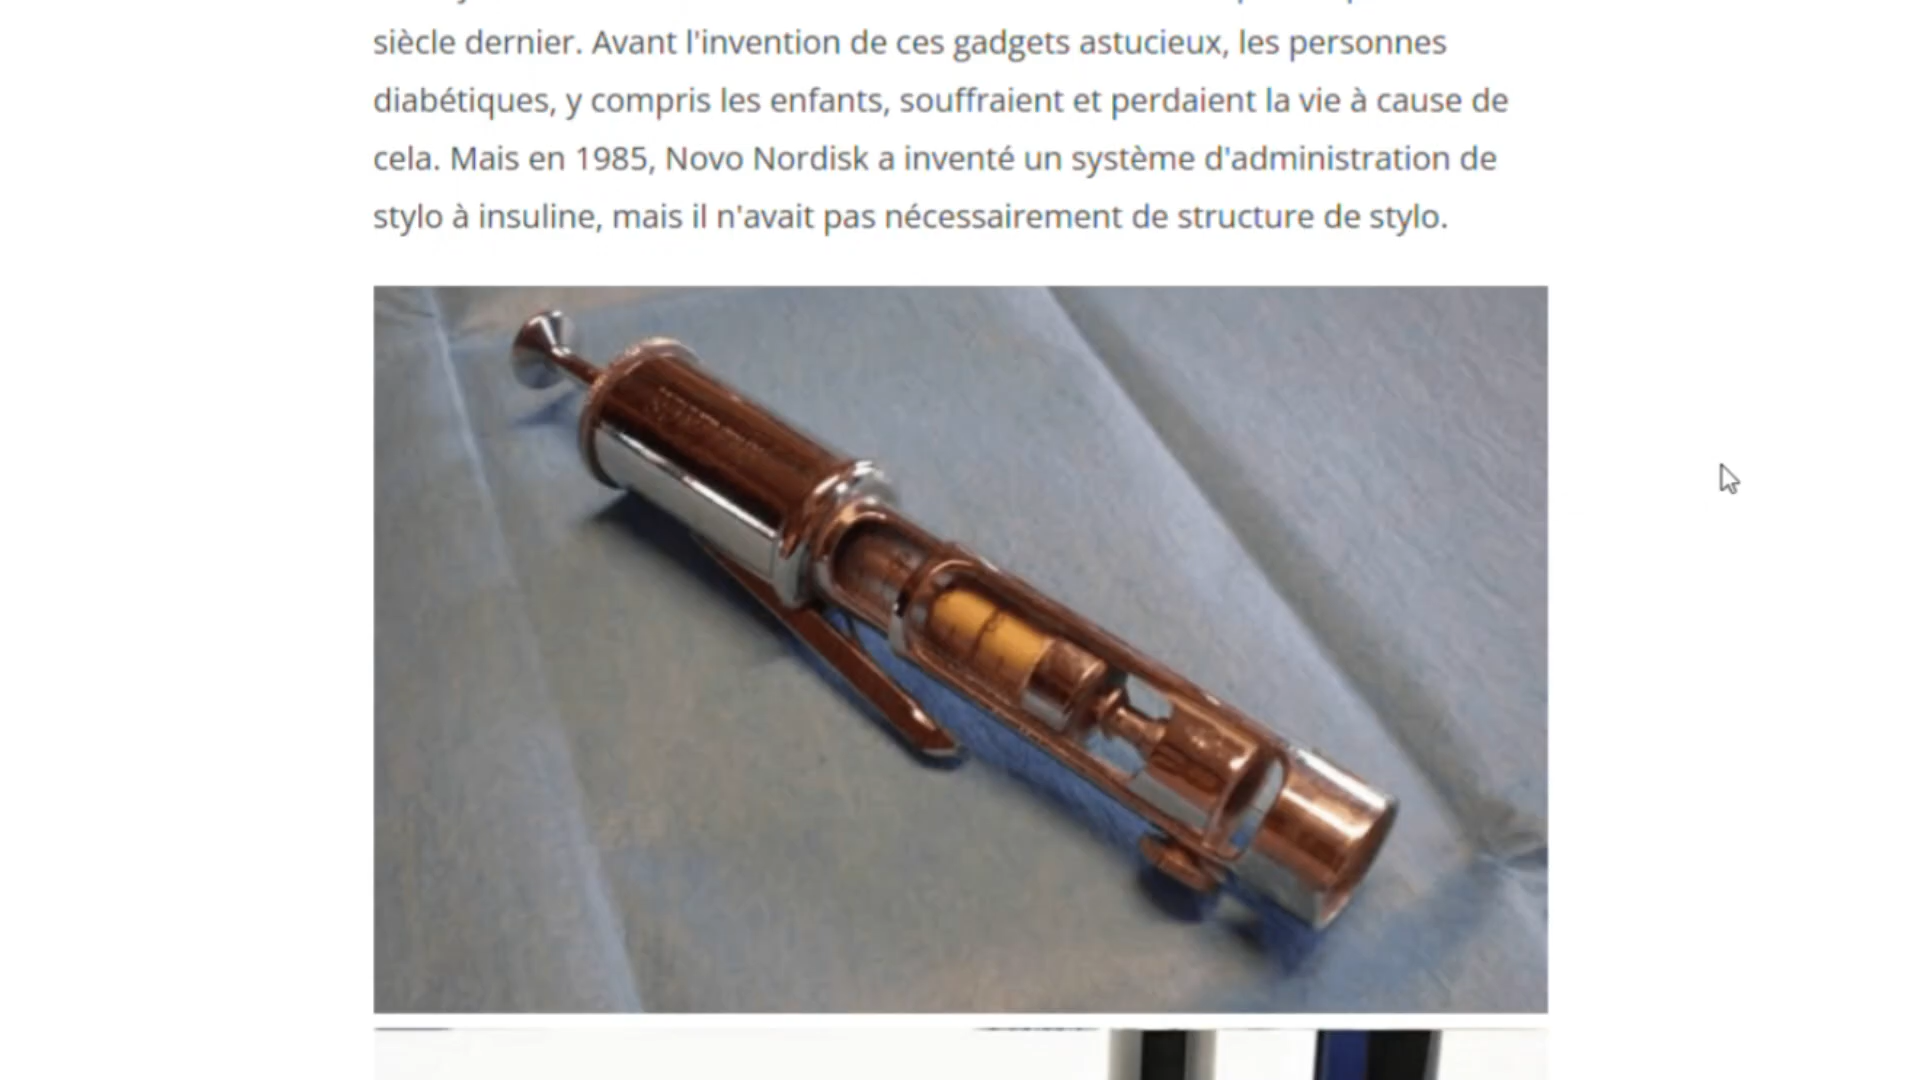 siècle dernier. Avant l'invention de ces gadgets astucieux, les personnes
diabétiques, y compris les enfants, souffraient et perdaient la vie à cause de
cela. Mais en 1985, Novo Nordisk a inventé un système d'administration de
stylo à insuline, mais il n'avait pas nécessairement de structure de stylo.